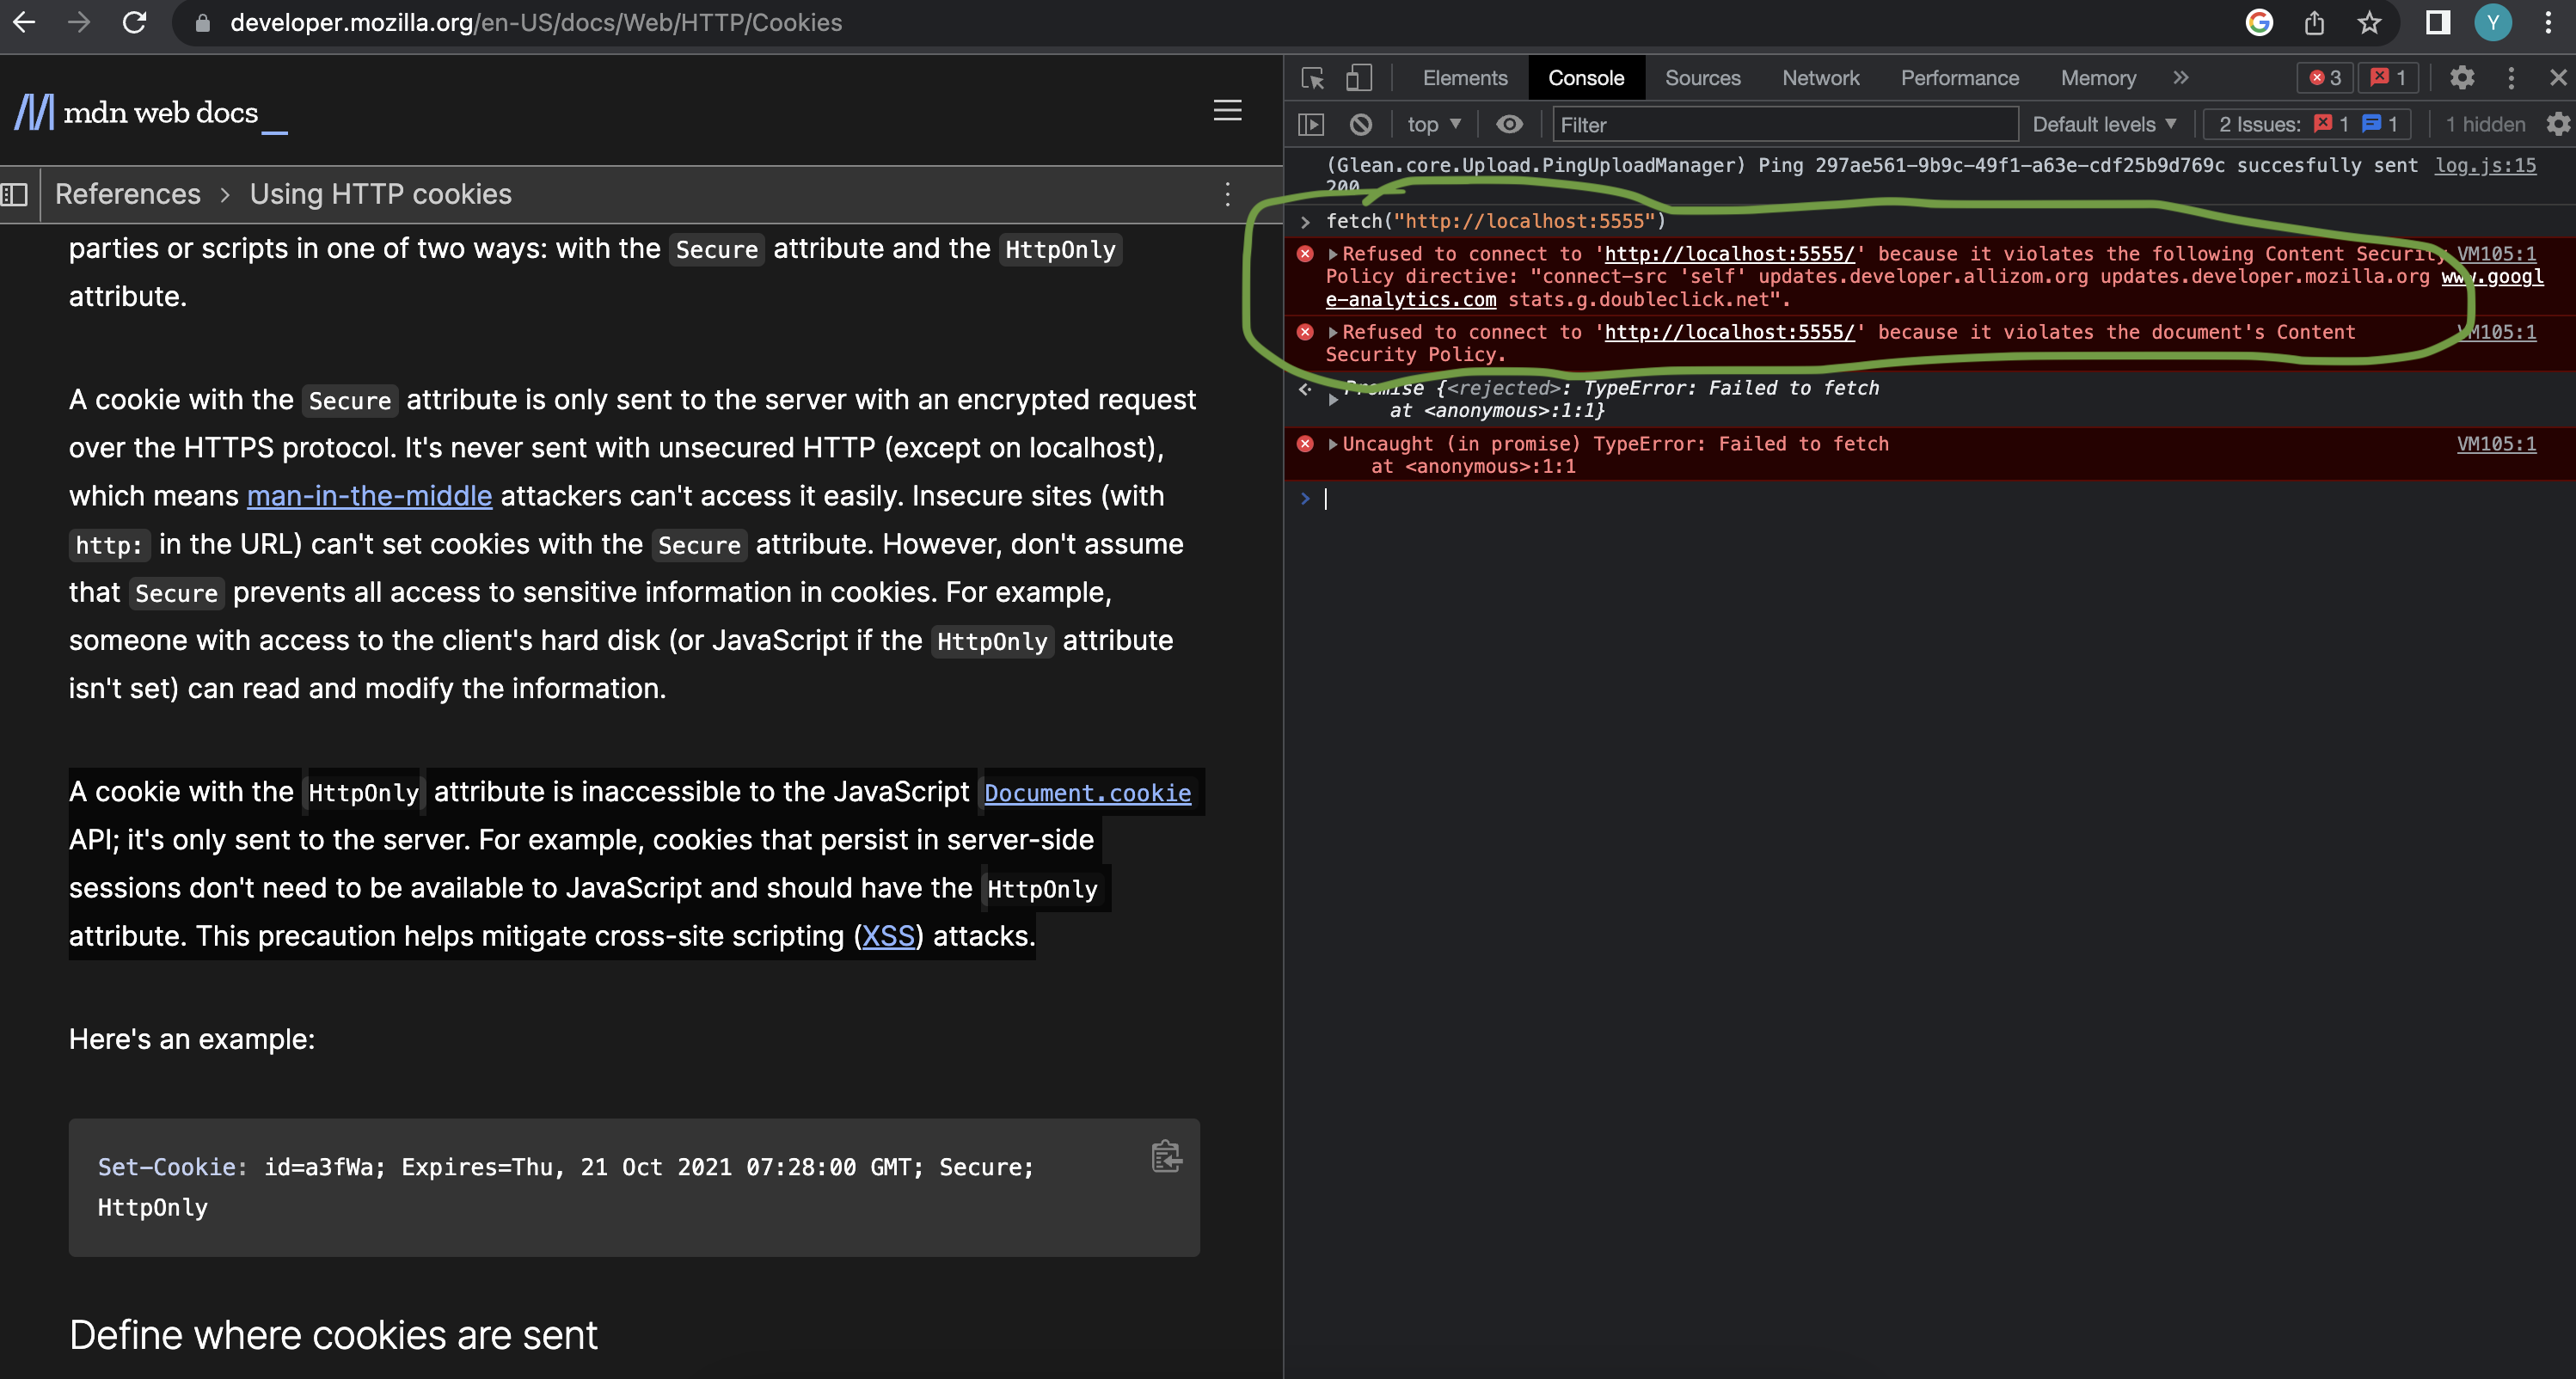 developer.mozilla.org/en-US/docs/Web/HTTP/Cookies
Y
mdn web docs_
References > Using HTTP cookies
parties or scripts in one of two ways: with the Secure attribute and the HttpOnly
attribute.
A cookie with the Secure attribute is only sent to the server with an encrypted request
over the HTTPS protocol. It's never sent with unsecured HTTP (except on localhost),
which means man-in-the-middle attackers can't access it easily. Insecure sites (with
http: in the URL) can't set cookies with the Secure attribute. However, don't assume
that Secure prevents all access to sensitive information in cookies. For example,
someone with access to the client's hard disk (or JavaScript if the HttpOnly attribute
isn't set) can read and modify the information.
A cookie with the HttpOnly attribute is inaccessible to the JavaScript Document.cookie
API; it's only sent to the server. For example, cookies that persist in server-side
sessions don't need to be available to JavaScript and should have the HttpOnly
attribute. This precaution helps mitigate cross-site scripting (XSS) attacks.
Here's an example:
Set-Cookie: id=a3fWa; Expires=Thu, 21 Oct 2021 07:28:00 GMT; Secure;
HttpOnly
Define where cookies are sent
Elements Console Sources Network Performance Memory » 3 1
top Filter Default levels 2 Issues: 1 1 1 hidden
(Glean.core.Upload.PingUploadManager) Ping 297ae561-9b9c-49f1-a63e-cdf25b9d769c succesfully sent log.js:15
200
> fetch("http://localhost:5555")
Refused to connect to 'http://localhost:5555/' because it violates the following Content Security VM105:1
Policy directive: "connect-src 'self' updates.developer.allizom.org updates.developer.mozilla.org www.googl
e-analytics.com stats.g.doubleclick.net".
Refused to connect to 'http://localhost:5555/' because it violates the document's Content VM105:1
Security Policy.
Promise {<rejected>: TypeError: Failed to fetch
at <anonymous>:1:1}
Uncaught (in promise) TypeError: Failed to fetch VM105:1
at <anonymous>:1:1
>